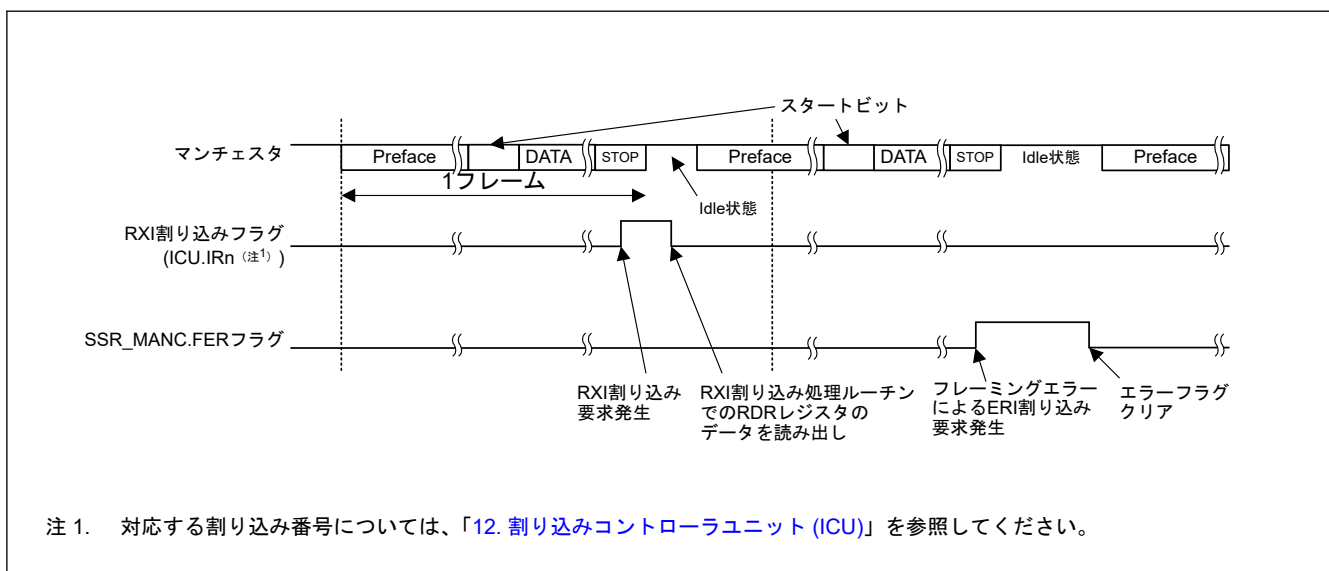 スタートビット
マンチェスタ
Preface DATA STOP Preface DATA STOP Idle状態 Preface
1フレーム
Idle状態
RXI割り込みフラグ
(ICU.IRn（注1）)
SSR_MANC.FERフラグ
RXI割り込み
要求発生
RXI割り込み処理ルーチン
でのRDRレジスタの
データを読み出し
フレーミングエラー
によるERI割り込み
要求発生
エラーフラグ
クリア
注 1. 対応する割り込み番号については、「12. 割り込みコントローラユニット (ICU)」を参照してください。